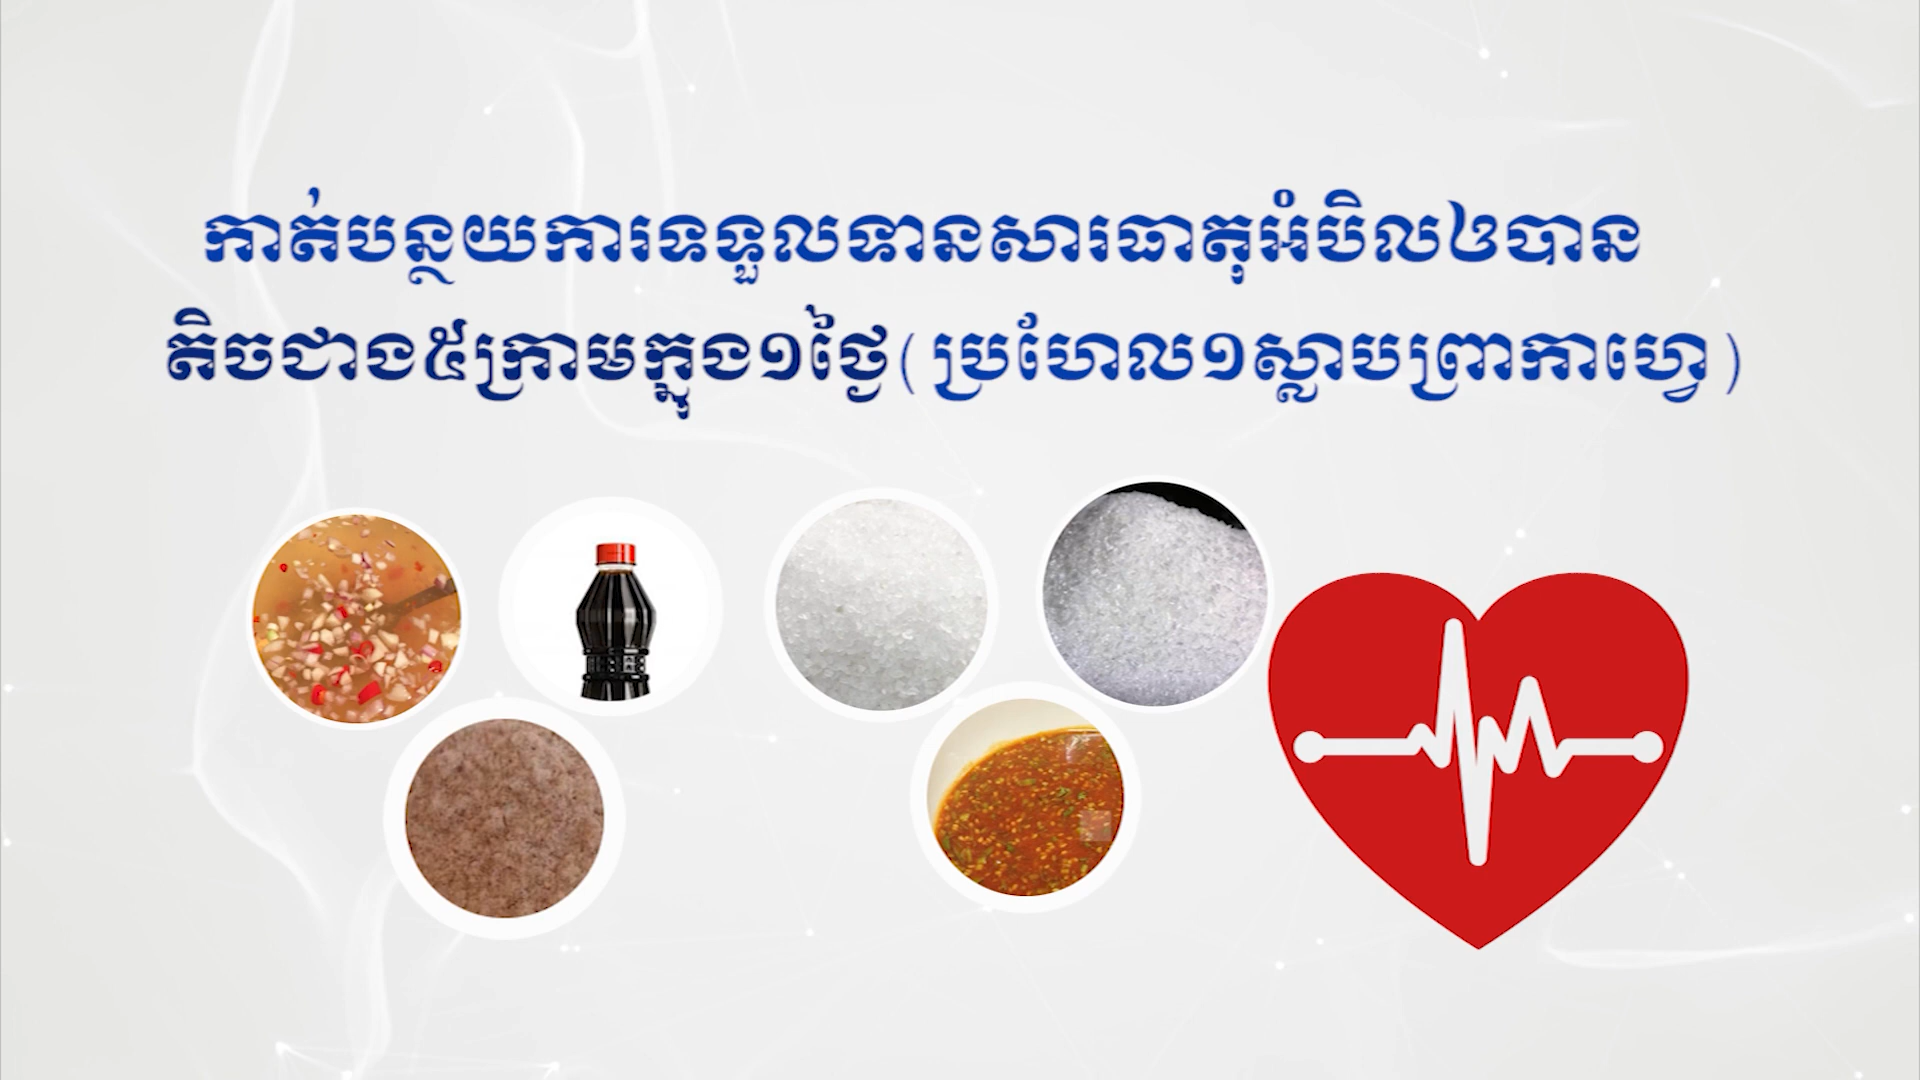 កាត់បន្ថយការទទួលទានសារធាតុអំបិលឲបាន
តិចជាង៥ក្រាមក្នុង១ថ្ងៃ(ប្រហែល១ស្លាបព្រាកាហ្វេ)